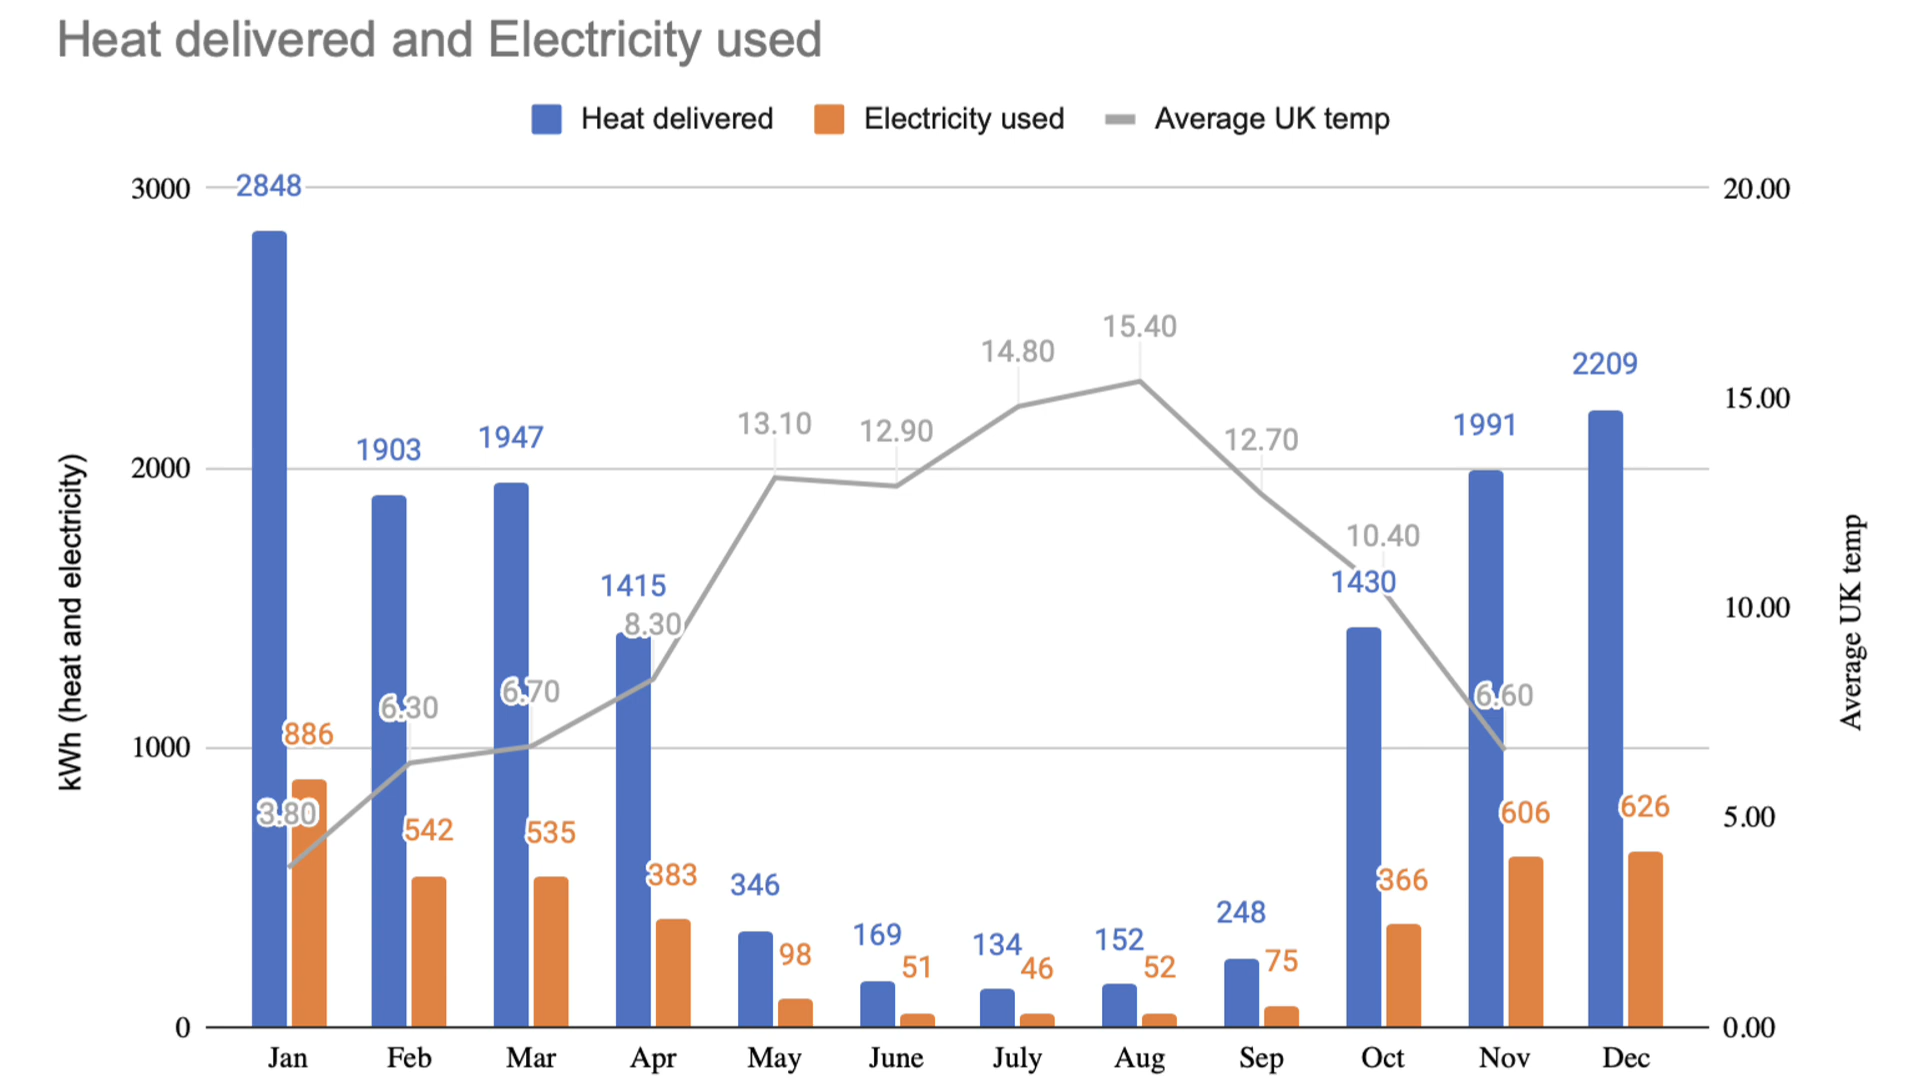 Heat delivered and Electricity used
Heat delivered Electricity used Average UK temp
3000 2848 20.00
15.40
14.80
2209
15.00
13.10 12.90
1991
1903 1947 12.70
2000
10.40
1415 1430
10.00
8.30
6.30 6.70 6.60
886
1000
3.80 542 535 606 626
5.00
383 346 366
248
169 134 152
98 51 46 52 75
0 0.00
Jan Feb Mar Apr May June July Aug Sep Oct Nov Dec
kWh (heat and electricity)
Average UK temp